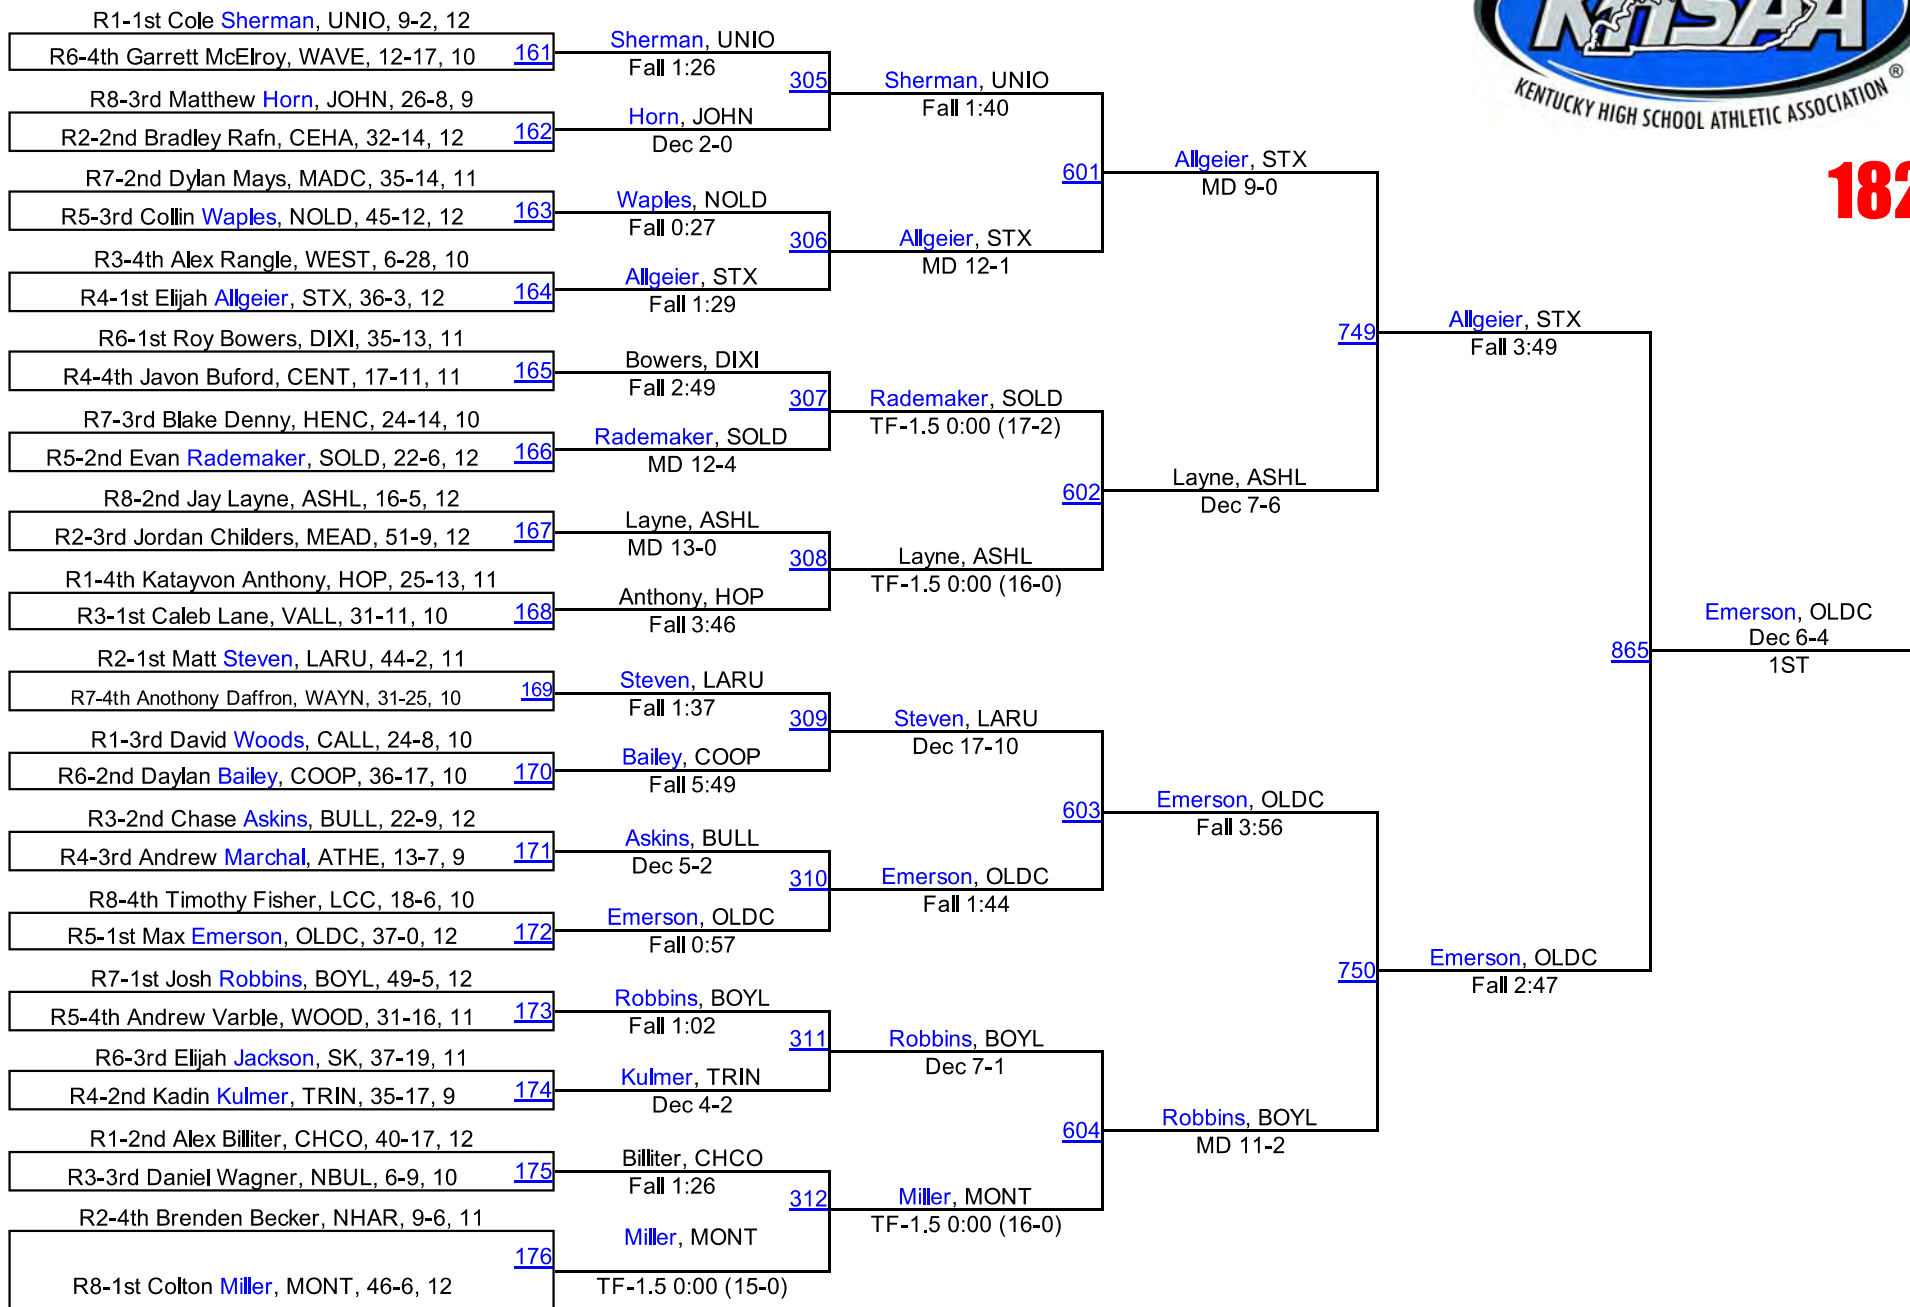 R1-1st Cole Sherman, UNIO, 9-2, 12
R6-4th Garrett McElroy, WAVE, 12-17, 10
161
R8-3rd Matthew Horn, JOHN, 26-8, 9
R2-2nd Bradley Rafn, CEHA, 32-14, 12
162
R7-2nd Dylan Mays, MADC, 35-14, 11
R5-3rd Collin Waples, NOLD, 45-12, 12
163
R3-4th Alex Rangle, WEST, 6-28, 10
R4-1st Elijah Allgeier, STX, 36-3, 12
164
R6-1st Roy Bowers, DIXI, 35-13, 11
R4-4th Javon Buford, CENT, 17-11, 11
165
R7-3rd Blake Denny, HENC, 24-14, 10
R5-2nd Evan Rademaker, SOLD, 22-6, 12
166
R8-2nd Jay Layne, ASHL, 16-5, 12
R2-3rd Jordan Childers, MEAD, 51-9, 12
167
R1-4th Katayvon Anthony, HOP, 25-13, 11
R3-1st Caleb Lane, VALL, 31-11, 10
168
R2-1st Matt Steven, LARU, 44-2, 11
R7-4th Anothony Daffron, WAYN, 31-25, 10
169
R1-3rd David Woods, CALL, 24-8, 10
R6-2nd Daylan Bailey, COOP, 36-17, 10
170
R3-2nd Chase Askins, BULL, 22-9, 12
R4-3rd Andrew Marchal, ATHE, 13-7, 9
171
R8-4th Timothy Fisher, LCC, 18-6, 10
R5-1st Max Emerson, OLDC, 37-0, 12
172
R7-1st Josh Robbins, BOYL, 49-5, 12
R5-4th Andrew Varble, WOOD, 31-16, 11
173
R6-3rd Elijah Jackson, SK, 37-19, 11
R4-2nd Kadin Kulmer, TRIN, 35-17, 9
174
R1-2nd Alex Billiter, CHCO, 40-17, 12
R3-3rd Daniel Wagner, NBUL, 6-9, 10
175
R2-4th Brenden Becker, NHAR, 9-6, 11
176
R8-1st Colton Miller, MONT, 46-6, 12
Sherman, UNIO
Fall 1:26
305
Horn, JOHN
Dec 2-0
Waples, NOLD
Fall 0:27
306
Allgeier, STX
Fall 1:29
Bowers, DIXI
Fall 2:49
307
Rademaker, SOLD
MD 12-4
Layne, ASHL
MD 13-0
308
Anthony, HOP
Fall 3:46
Steven, LARU
Fall 1:37
309
Bailey, COOP
Fall 5:49
Askins, BULL
Dec 5-2
310
Emerson, OLDC
Fall 0:57
Robbins, BOYL
Fall 1:02
311
Kulmer, TRIN
Dec 4-2
Billiter, CHCO
Fall 1:26
312
Miller, MONT
TF-1.5 0:00 (15-0)
Sherman, UNIO
Fall 1:40
601
Allgeier, STX
MD 12-1
Rademaker, SOLD
TF-1.5 0:00 (17-2)
602
Layne, ASHL
TF-1.5 0:00 (16-0)
Steven, LARU
Dec 17-10
603
Emerson, OLDC
Fall 1:44
Robbins, BOYL
Dec 7-1
604
Miller, MONT
TF-1.5 0:00 (16-0)
Allgeier, STX
MD 9-0
749
Layne, ASHL
Dec 7-6
Emerson, OLDC
Fall 3:56
750
Robbins, BOYL
MD 11-2
Allgeier, STX
Fall 3:49
865
Emerson, OLDC
Fall 2:47
Emerson, OLDC
Dec 6-4
1ST
KHSAA
KENTUCKY HIGH SCHOOL ATHLETIC ASSOCIATION ®
182